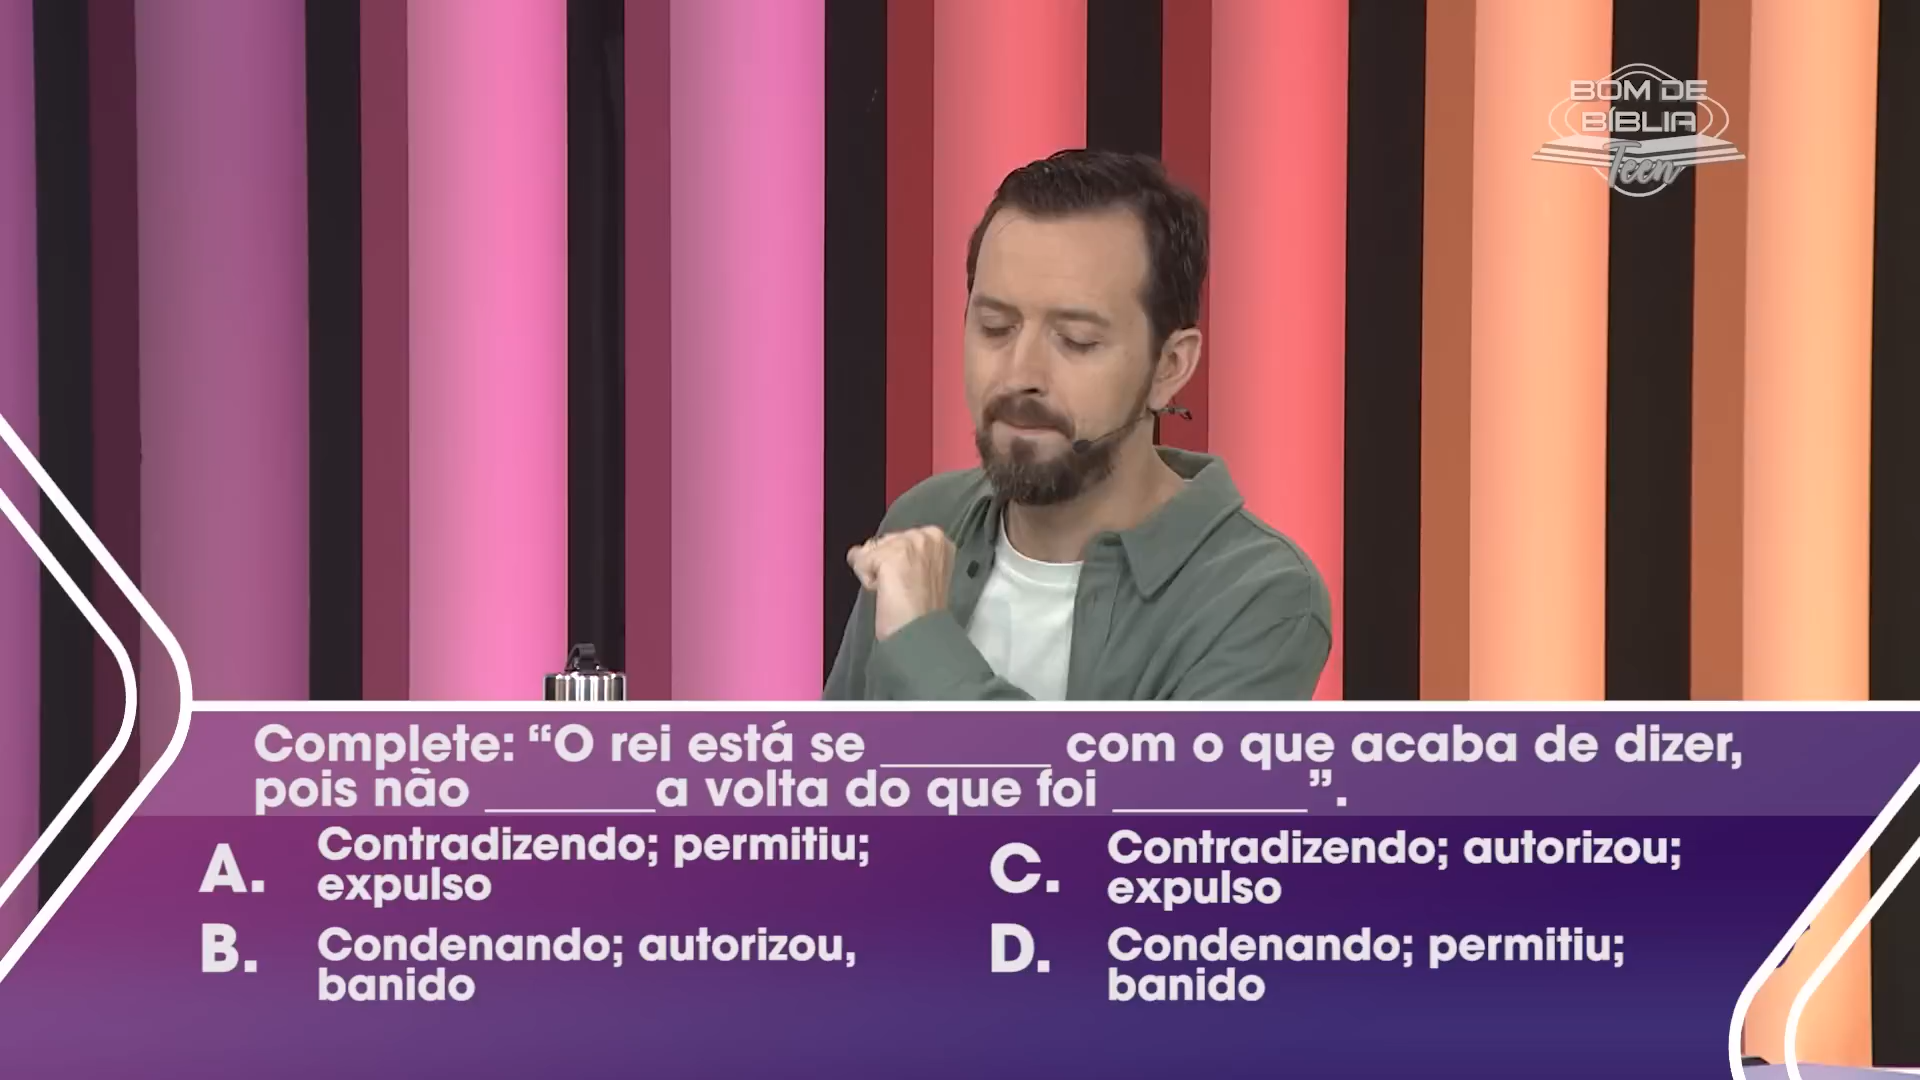 BOM DE
BÍBLIA
Teen
Complete: “O rei está se ______ com o que acaba de dizer,
pois não ______a volta do que foi _______”.
A. Contradizendo; permitiu;
expulso
B. Condenando; autorizou,
banido
C. Contradizendo; autorizou;
expulso
D. Condenando; permitiu;
banido